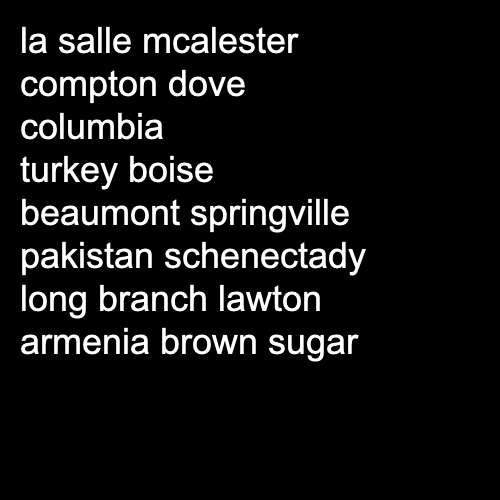 la salle mcalester
compton dove
columbia
turkey boise
beaumont springville
pakistan schenectady
long branch lawton
armenia brown sugar